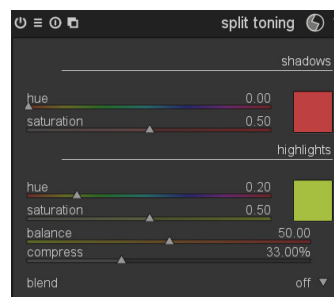 split toning
shadows
hue 0.00
saturation 0.50
highlights
hue 0.20
saturation 0.50
balance 50.00
compress 33.00%
blend off